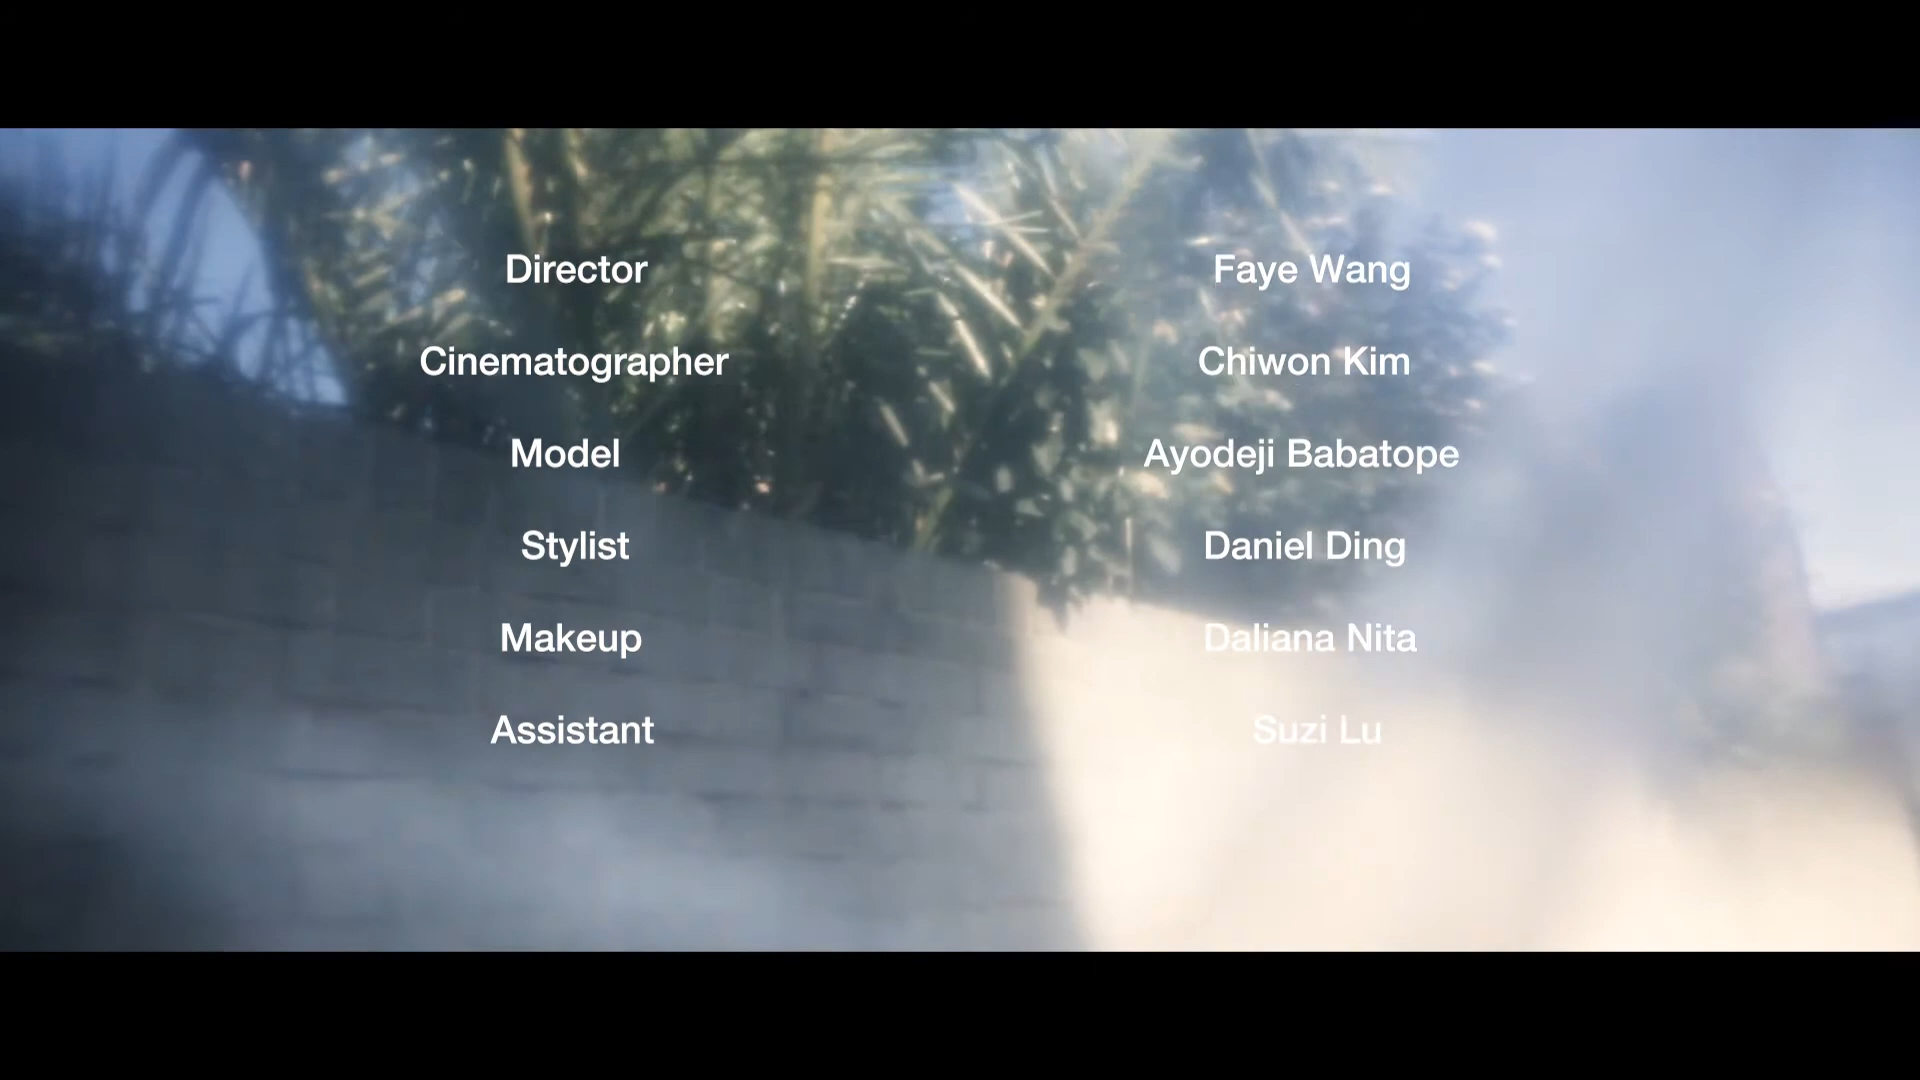 Director Faye Wang
Cinematographer Chiwon Kim
Model Ayodeji Babatope
Stylist Daniel Ding
Makeup Daliana Nita
Assistant Suzi Lu